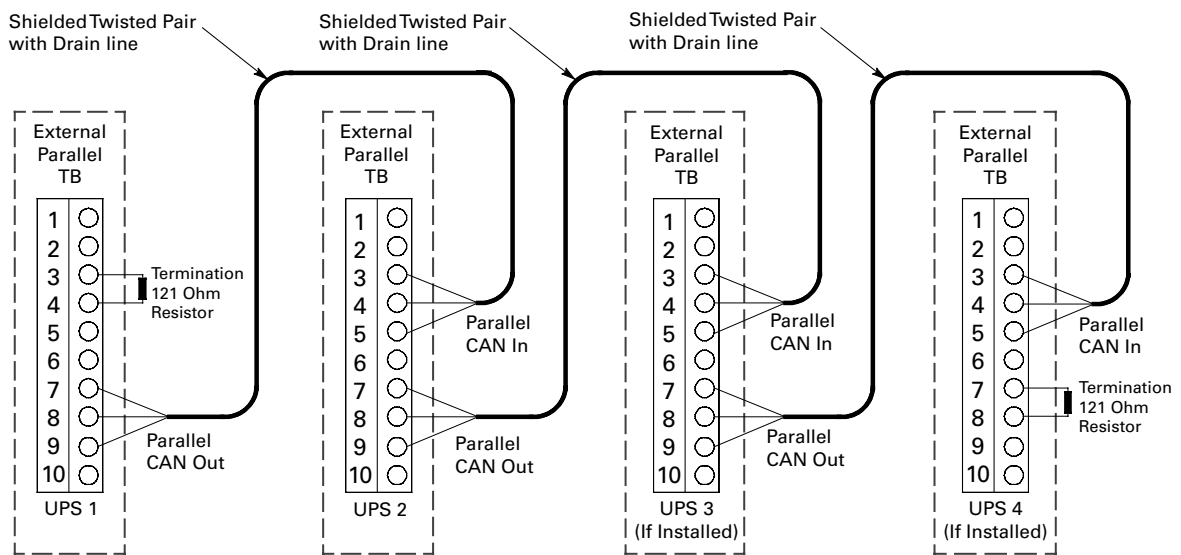 Shielded Twisted Pair
with Drain line
Shielded Twisted Pair
with Drain line
Shielded Twisted Pair
with Drain line
External
Parallel
TB
1
2
3
4
5
6
7
8
9
10
Termination
121 Ohm
Resistor
Parallel
CAN Out
UPS 1
External
Parallel
TB
1
2
3
4
5
6
7
8
9
10
Parallel
CAN In
Parallel
CAN Out
UPS 2
External
Parallel
TB
1
2
3
4
5
6
7
8
9
10
Parallel
CAN In
Parallel
CAN Out
UPS 3
(If Installed)
External
Parallel
TB
1
2
3
4
5
6
7
8
9
10
Parallel
CAN In
Termination
121 Ohm
Resistor
UPS 4
(If Installed)